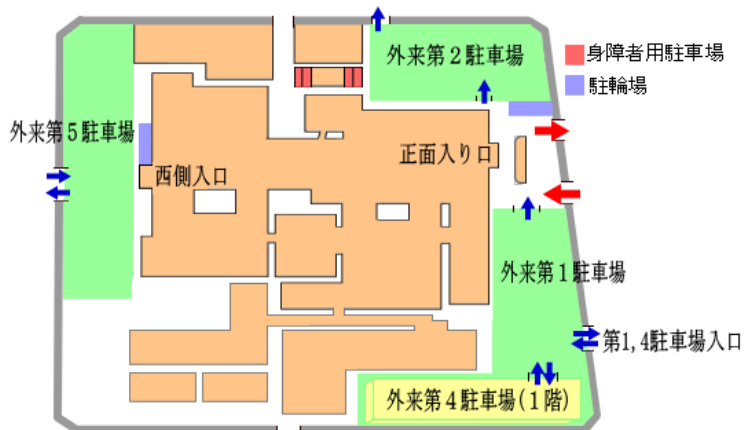 外来第２駐車場
身障者用駐車場
駐輪場
外来第５駐車場
正面入り口
西側入口
外来第１駐車場
第1,4駐車場入口
外来第４駐車場(１階)